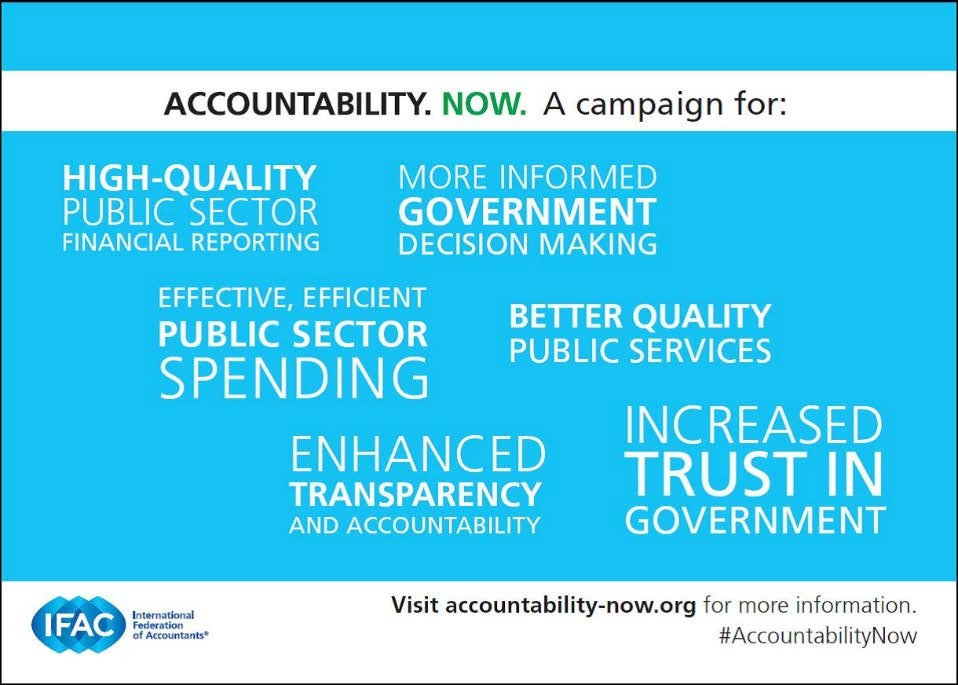 ACCOUNTABILITY. NOW. A campaign for:
HIGH-QUALITY
PUBLIC SECTOR
FINANCIAL REPORTING
MORE INFORMED
GOVERNMENT
DECISION MAKING
EFFECTIVE, EFFICIENT
PUBLIC SECTOR
SPENDING
BETTER QUALITY
PUBLIC SERVICES
ENHANCED
TRANSPARENCY
AND ACCOUNTABILITY
INCREASED
TRUST IN
GOVERNMENT
IFAC
International
Federation
of Accountants®
Visit accountability-now.org for more information.
#AccountabilityNow